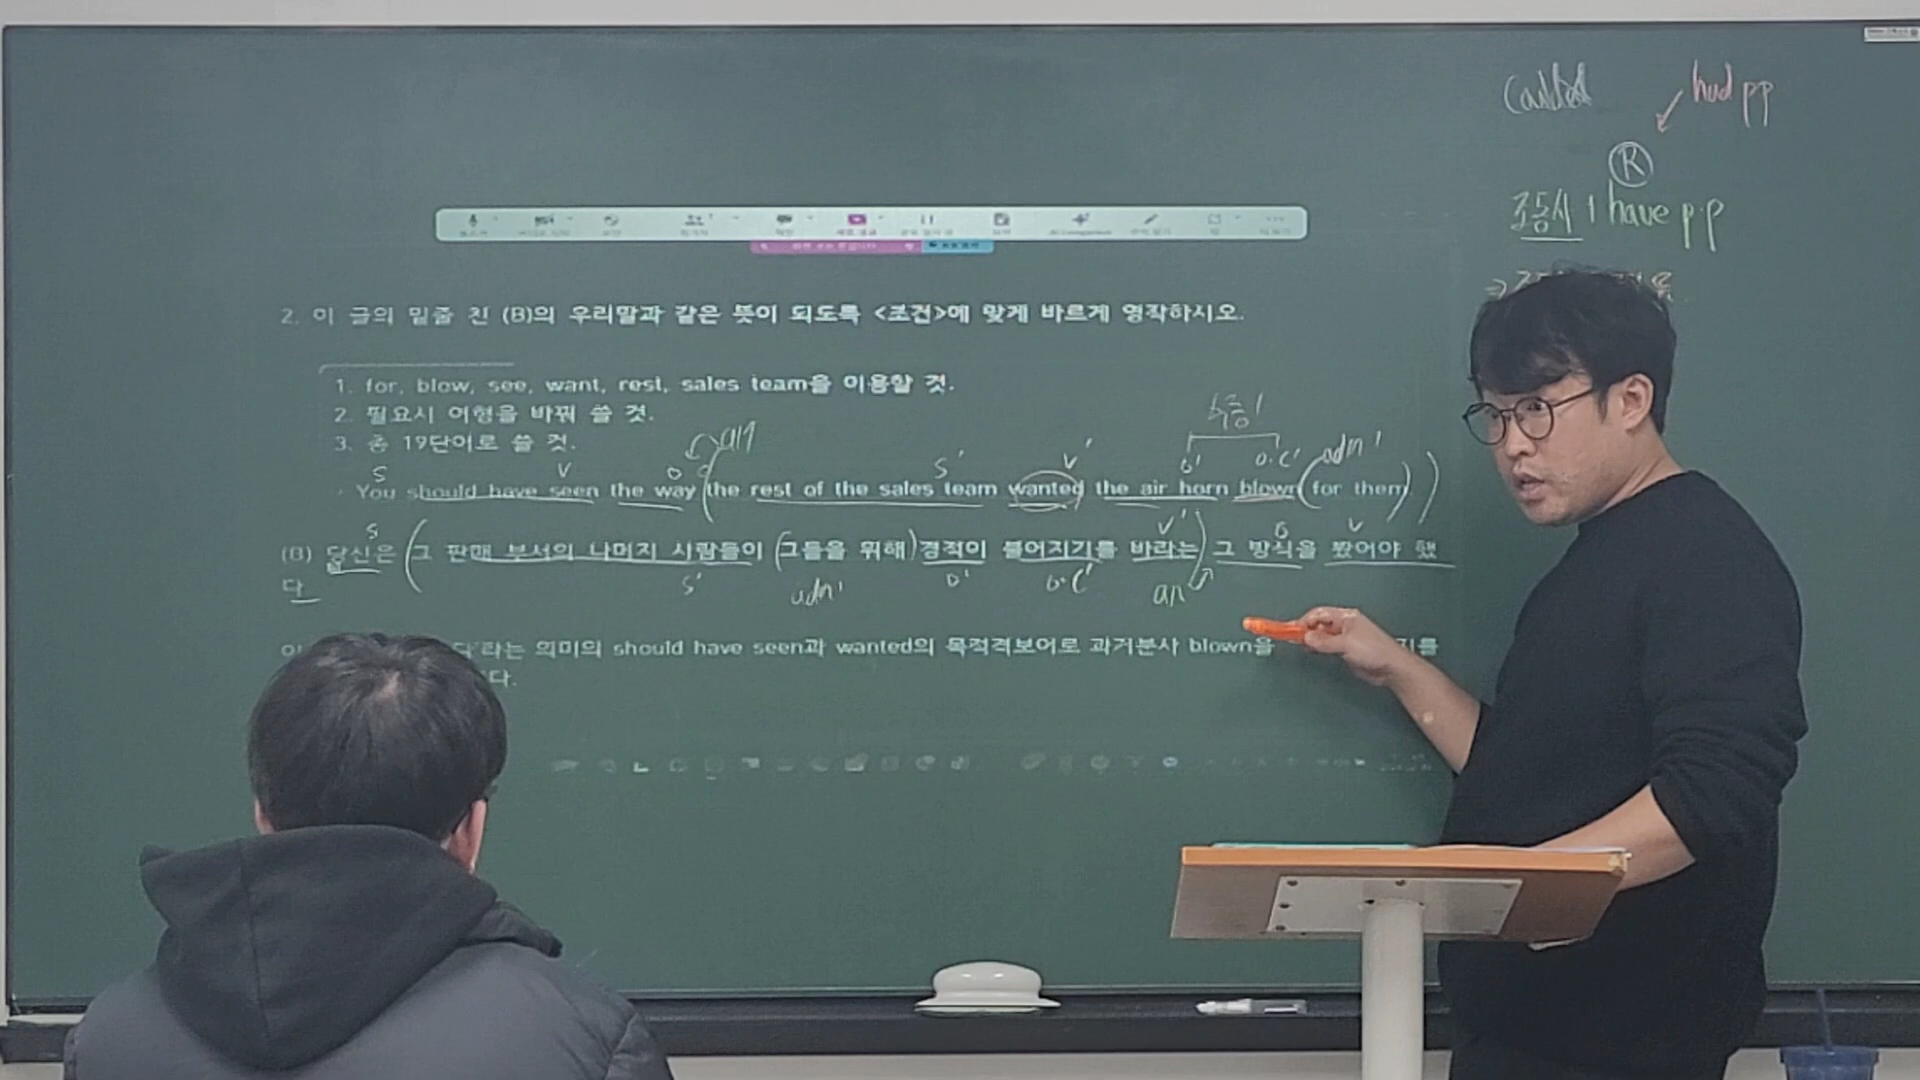 had pp
R
조동사 | have p.p
2. 이 글의 밑줄 친 (B)의 우리말과 같은 뜻이 되도록 <조건>에 맞게 바르게 영작하시오.
1. for, blow, see, want, rest, sales team을 이용할 것.
2. 필요시 어형을 바꿔 쓸 것.
3. 총 19단어로 쓸 것.
수동
S V O S' V' O' O.C' adm'
You should have seen the way the rest of the sales team wanted the air horn blown (for them)
S V' O V
(B) 당신은 (그 판매 부서의 나머지 사람들이 (그들을 위해) 경적이 불어지기를 바라는) 그 방식을 봤어야 했
다
S' adm' O' O.C'
라는 의미의 should have seen과 wanted의 목적격보어로 과거분사 blown을
다.